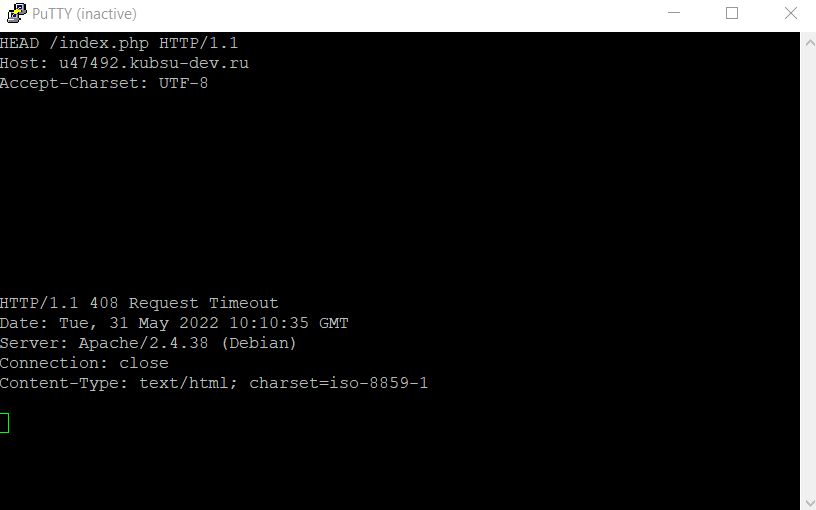 PuTTY (inactive)
HEAD /index.php HTTP/1.1
Host: u47492.kubsu-dev.ru
Accept-Charset: UTF-8
HTTP/1.1 408 Request Timeout
Date: Tue, 31 May 2022 10:10:35 GMT
Server: Apache/2.4.38 (Debian)
Connection: close
Content-Type: text/html; charset=iso-8859-1